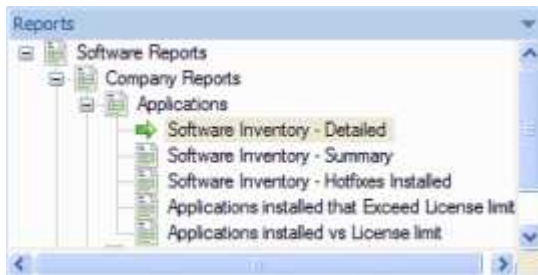 Reports
Software Reports
Company Reports
Applications
Software Inventory - Detailed
Software Inventory - Summary
Software Inventory - Hotfixes Installed
Applications installed that Exceed License limit
Applications installed vs License limit